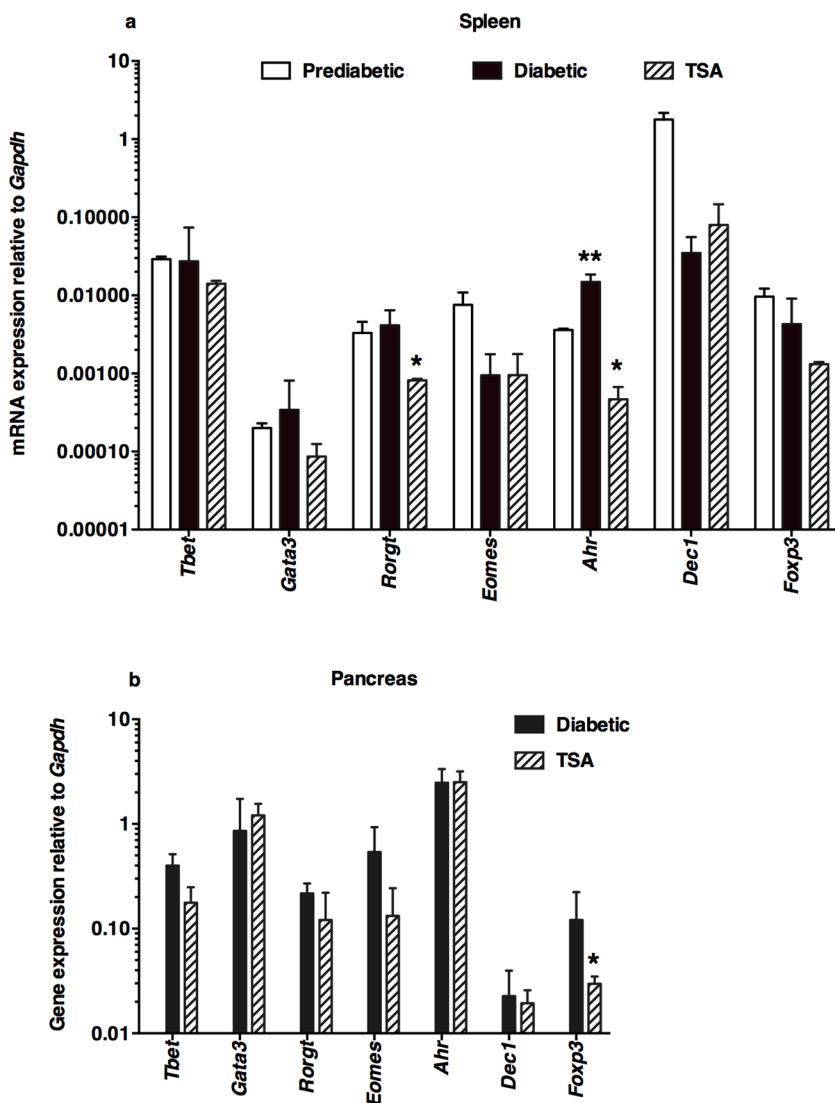 a
Spleen
Prediabetic
Diabetic
TSA
mRNA expression relative to Gapdh
10
1
0.10000
0.01000
0.00100
0.00010
0.00001
**
*
*
Tbet
Gata3
Rorgt
Eomes
Ahr
Dec1
Foxp3
b
Pancreas
Diabetic
TSA
Gene expression relative to Gapdh
10
1
0.10
0.01
*
Tbet
Gata3
Rorgt
Eomes
Ahr
Dec1
Foxp3